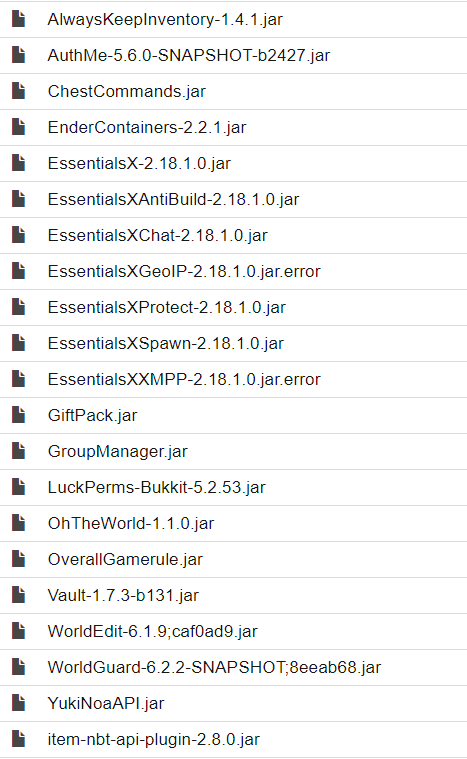 AlwaysKeepInventory-1.4.1.jar
AuthMe-5.6.0-SNAPSHOT-b2427.jar
ChestCommands.jar
EnderContainers-2.2.1.jar
EssentialsX-2.18.1.0.jar
EssentialsXAntiBuild-2.18.1.0.jar
EssentialsXChat-2.18.1.0.jar
EssentialsXGeoIP-2.18.1.0.jar.error
EssentialsXProtect-2.18.1.0.jar
EssentialsXSpawn-2.18.1.0.jar
EssentialsXXMPP-2.18.1.0.jar.error
GiftPack.jar
GroupManager.jar
LuckPerms-Bukkit-5.2.53.jar
OhTheWorld-1.1.0.jar
OverallGamerule.jar
Vault-1.7.3-b131.jar
WorldEdit-6.1.9;caf0ad9.jar
WorldGuard-6.2.2-SNAPSHOT;8eeab68.jar
YukiNoaAPI.jar
item-nbt-api-plugin-2.8.0.jar